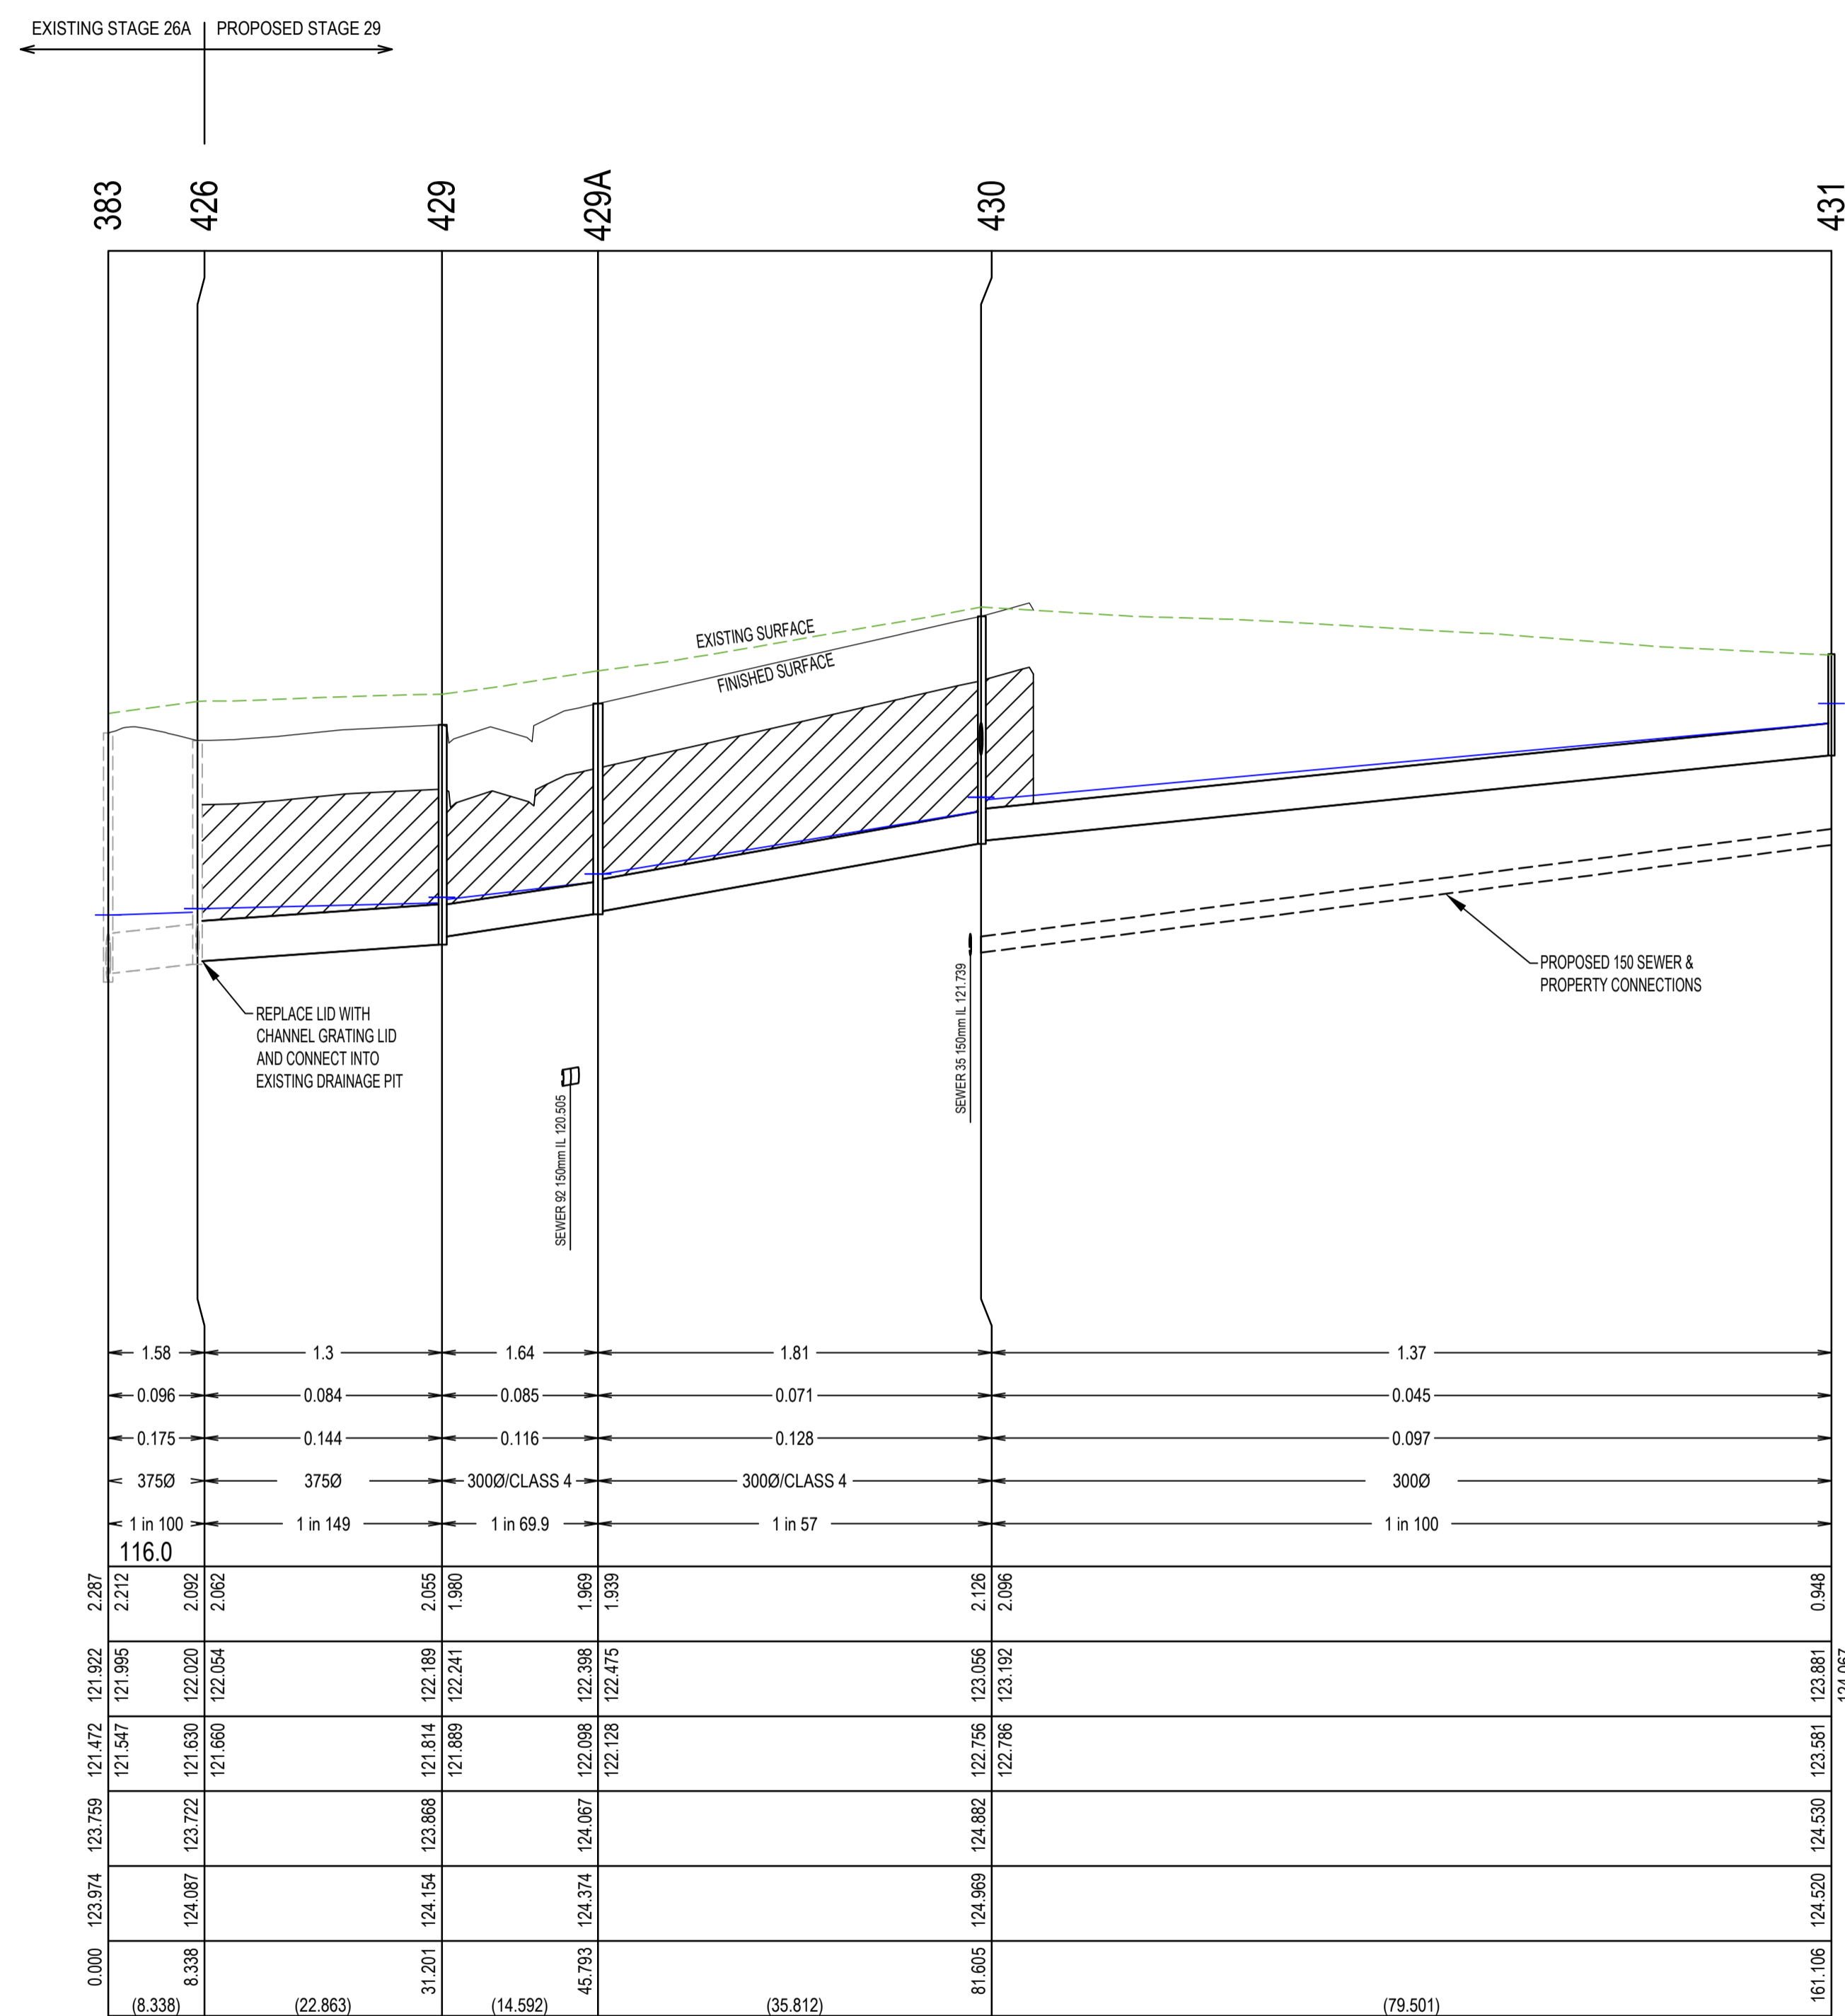 EXISTING STAGE 26A
PROPOSED STAGE 29
383
426
429
429A
430
431
EXISTING SURFACE
FINISHED SURFACE
REPLACE LID WITH
CHANNEL GRATING LID
AND CONNECT INTO
EXISTING DRAINAGE PIT
SEWER 92 150mm IL 120.505
SEWER 35 150mm IL 121.739
PROPOSED 150 SEWER &
PROPERTY CONNECTIONS
1.58 1.3 1.64 1.81 1.37
0.096 0.084 0.085 0.071 0.045
0.175 0.144 0.116 0.128 0.097
375Ø 375Ø 300Ø/CLASS 4 300Ø/CLASS 4 300Ø
1 in 100 1 in 149 1 in 69.9 1 in 57 1 in 100
116.0
2.287 2.212 2.092 2.062 2.055 1.980 1.969 1.939 2.126 2.096 0.948
121.922 121.995 122.020 122.054 122.189 122.241 122.398 122.475 123.056 123.192 123.881 124.067
121.472 121.547 121.630 121.660 121.814 121.889 122.098 122.128 122.756 122.786 123.581
123.759 123.722 123.868 124.067 124.882 124.530
123.974 124.087 124.154 124.374 124.969 124.520
0.000 8.338 31.201 45.793 81.605 161.106
(8.338) (22.863) (14.592) (35.812) (79.501)